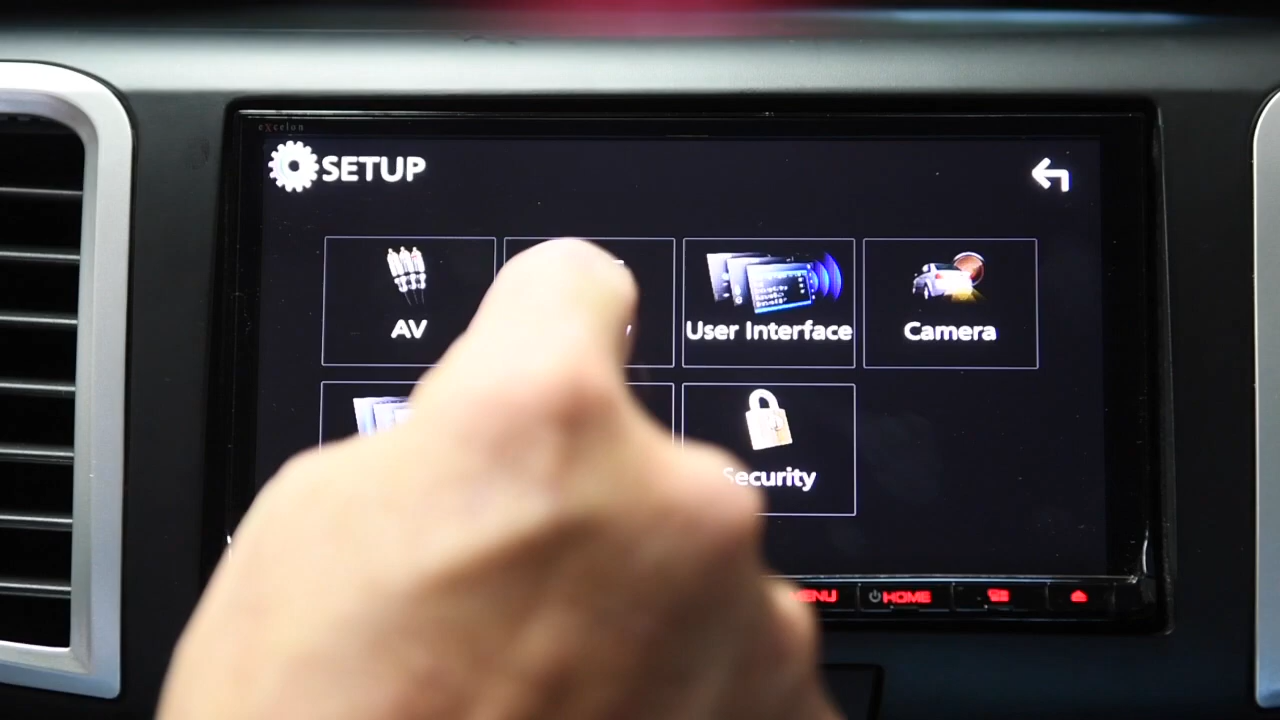 excelon
SETUP
AV
User Interface
Camera
Security
MENU
HOME